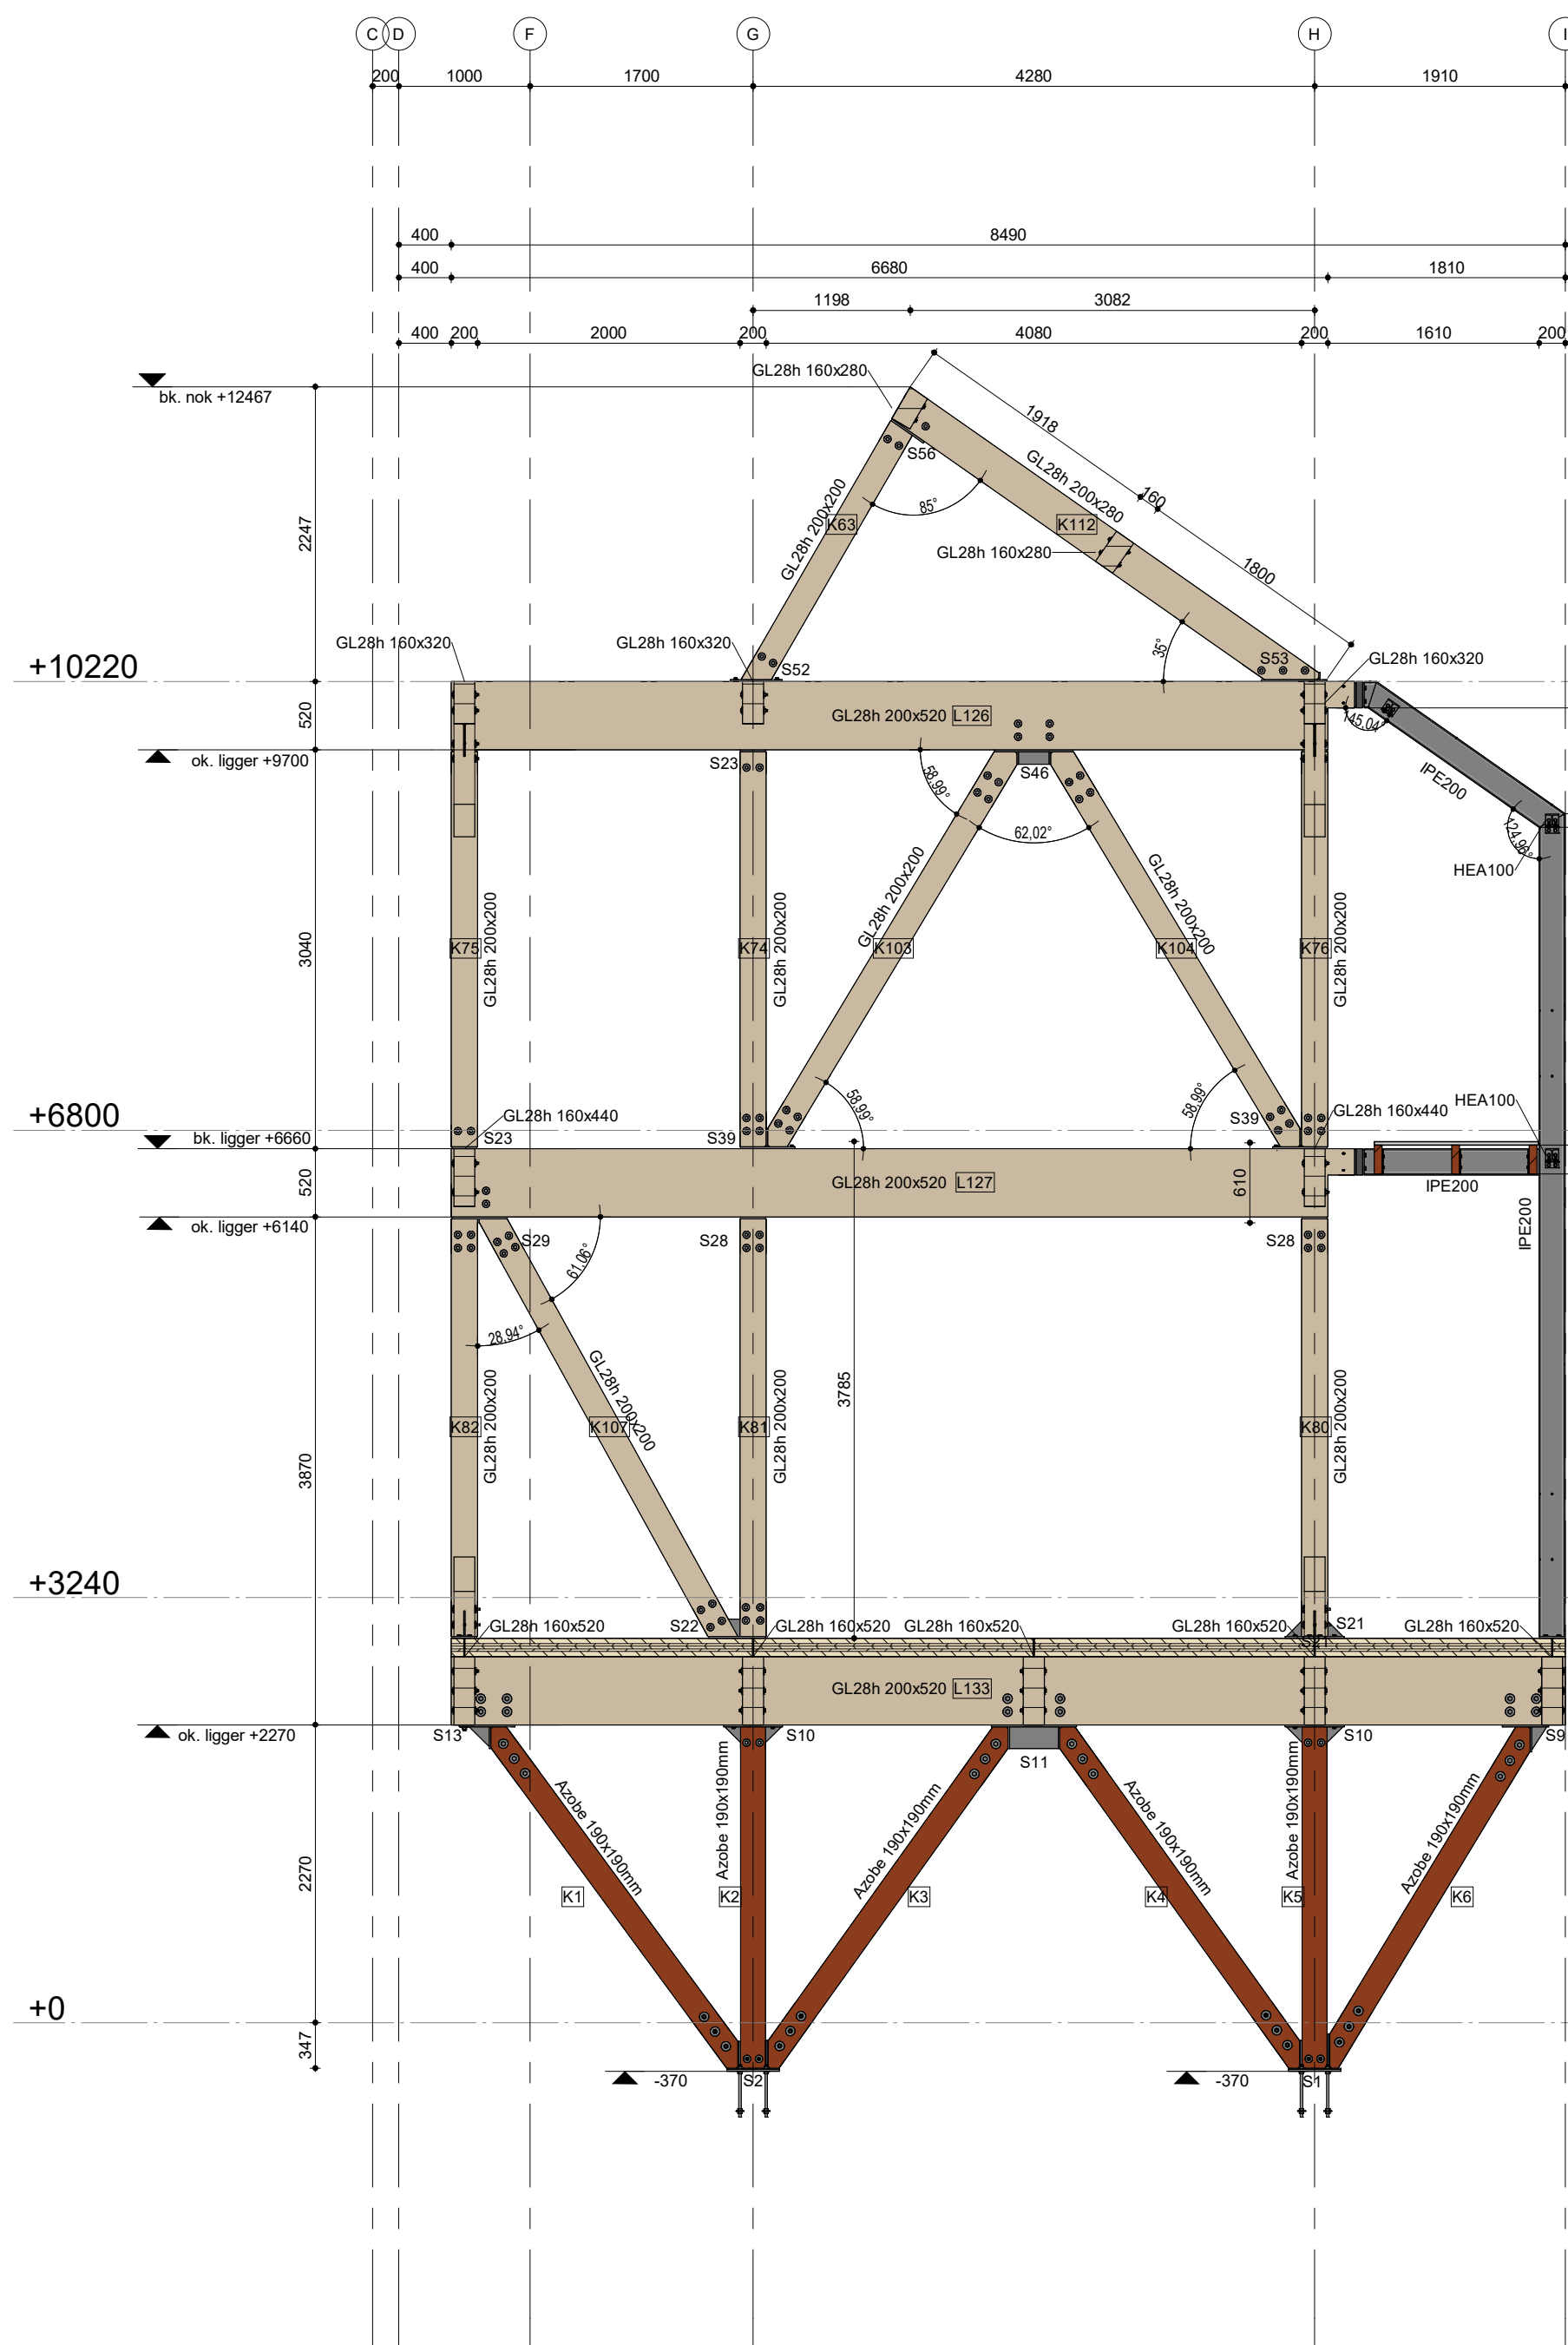 C D F G H I
200 1000 1700 4280 1910
400 8490
400 6680 1810
1198 3082
400 200 2000 200 4080 200 1610 200
GL28h 160x280
bk. nok +12467
1918
S56
GL28h 200x280
160
85°
K63
K112
GL28h 200x200
GL28h 160x280
2247
1800
35°
GL28h 160x320
GL28h 160x320
S52
S53
GL28h 160x320
+10220
520
GL28h 200x520 L126
145,04°
ok. ligger +9700
S23
S46
58,99°
62,02°
IPE200
124,96°
HEA100
GL28h 200x200
GL28h 200x200
3040
K75
GL28h 200x200
K74
GL28h 200x200
K103
K104
K76
GL28h 200x200
58,99°
58,99°
HEA100
+6800
GL28h 160x440
GL28h 160x440
bk. ligger +6660
S23
S39
S39
520
GL28h 200x520 L127
610
IPE200
ok. ligger +6140
S29
S28
S28
IPE200
61,06°
28,94°
GL28h 200x200
3785
3870
K82
GL28h 200x200
K107
K81
GL28h 200x200
K80
GL28h 200x200
+3240
GL28h 160x520
S22
GL28h 160x520
GL28h 160x520
GL28h 160x520
S21
S2
GL28h 160x520
GL28h 200x520 L133
ok. ligger +2270
S13
S10
S11
S10
S9
Azobe 190x190mm
Azobe 190x190mm
Azobe 190x190mm
Azobe 190x190mm
Azobe 190x190mm
Azobe 190x190mm
2270
K1
K2
K3
K4
K5
K6
+0
347
-370
S2
-370
S1